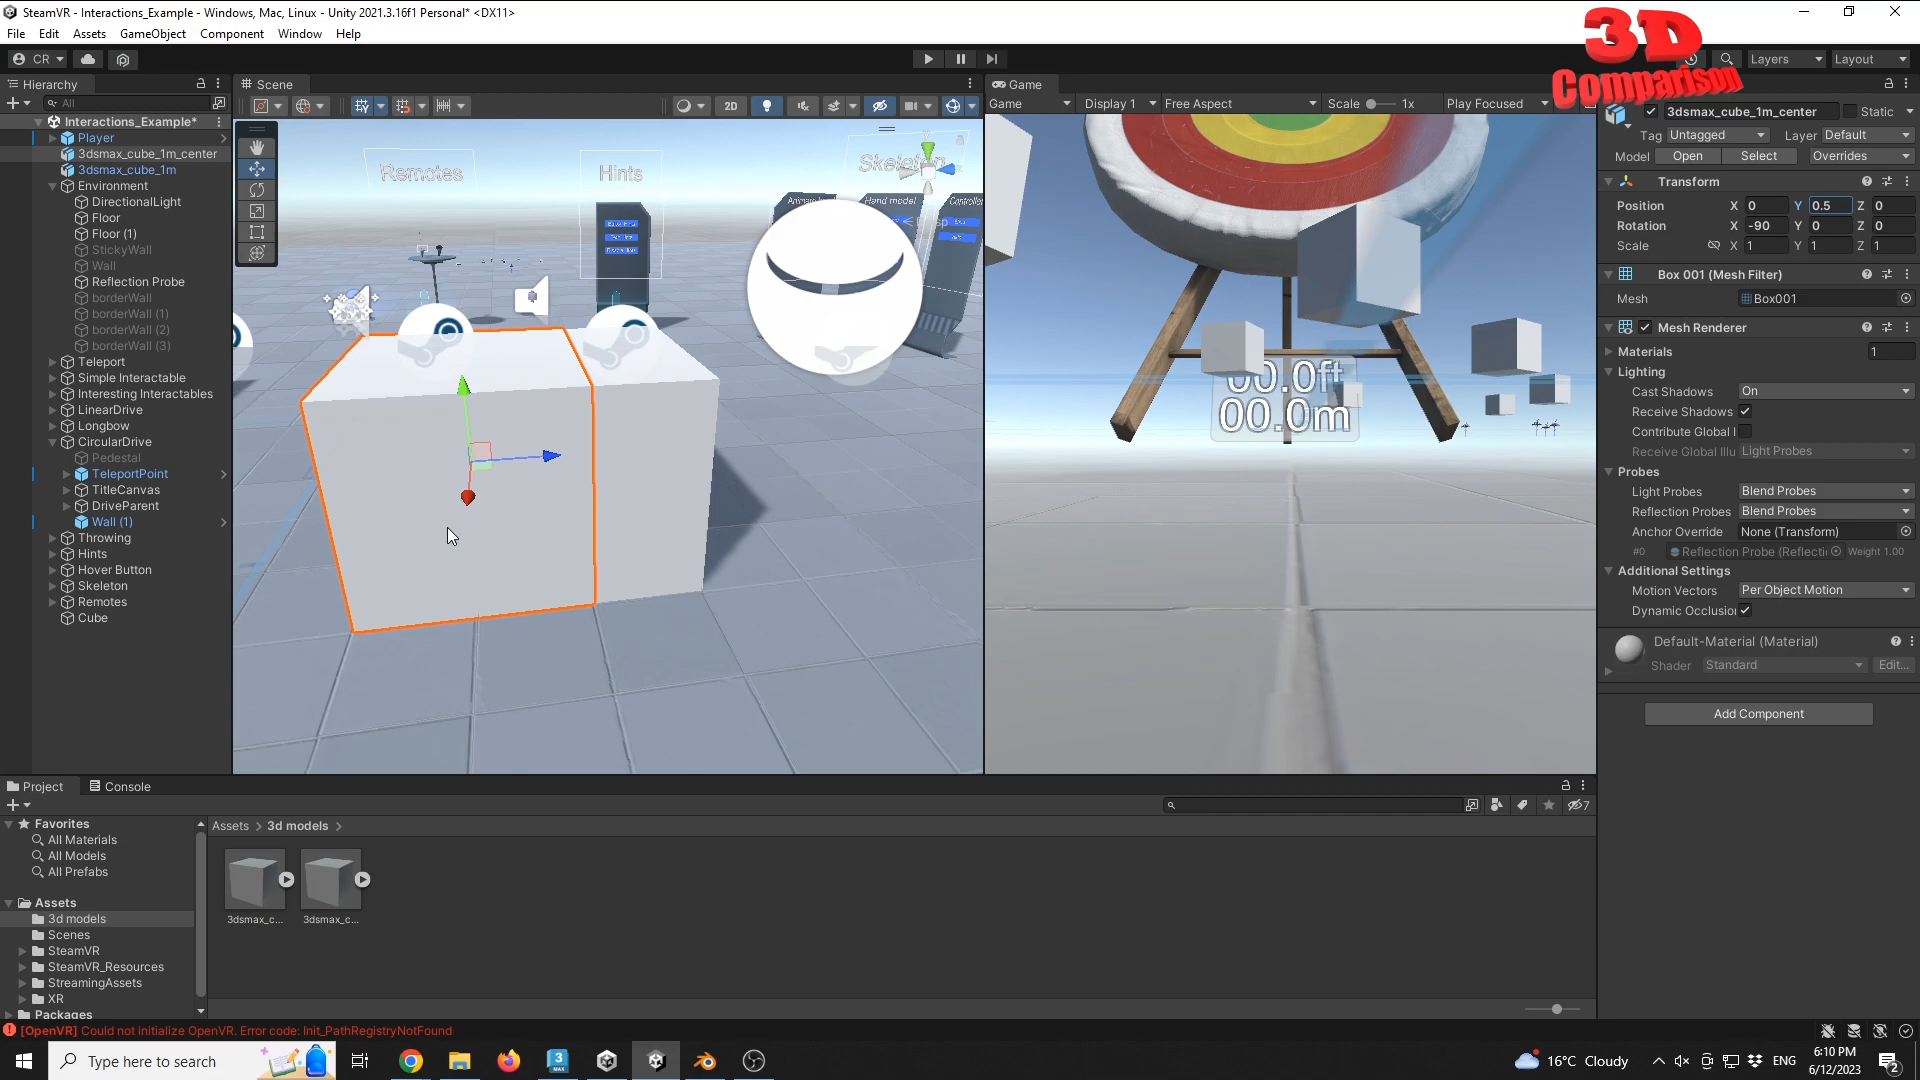 SteamVR - Interactions_Example - Windows, Mac, Linux - Unity 2021.3.16f1 Personal* <DX11>
File Edit Assets GameObject Component Window Help
CR
Layers Layout
3D
Comparison
Hierarchy
All
Interactions_Example*
Player
3dsmax_cube_1m_center
3dsmax_cube_1m
Environment
DirectionalLight
Floor
Floor (1)
StickyWall
Wall
Reflection Probe
borderWall
borderWall (1)
borderWall (2)
borderWall (3)
Teleport
Simple Interactable
Interesting Interactables
LinearDrive
Longbow
CircularDrive
Pedestal
TeleportPoint
TitleCanvas
DriveParent
Wall (1)
Throwing
Hints
Hover Button
Skeleton
Remotes
Cube
Scene
2D
Remotes
Hints
Skeleton
Hand model
Game
Game Display 1 Free Aspect Scale 1x Play Focused
00.0ft
00.0m
3dsmax_cube_1m_center Static
Tag Untagged Layer Default
Model Open Select Overrides
Transform
Position X 0 Y 0.5 Z 0
Rotation X -90 Y 0 Z 0
Scale X 1 Y 1 Z 1
Box 001 (Mesh Filter)
Mesh Box001
Mesh Renderer
Materials 1
Lighting
Cast Shadows On
Receive Shadows
Contribute Global I
Receive Global Illu Light Probes
Probes
Light Probes Blend Probes
Reflection Probes Blend Probes
Anchor Override None (Transform)
#0 Reflection Probe (Reflecti Weight 1.00
Additional Settings
Motion Vectors Per Object Motion
Dynamic Occlusion
Default-Material (Material)
Shader Standard Edit...
Add Component
Project Console
7
Favorites
All Materials
All Models
All Prefabs
Assets
3d models
Scenes
SteamVR
SteamVR_Resources
StreamingAssets
XR
Packages
Assets > 3d models >
3dsmax_c... 3dsmax_c...
[OpenVR] Could not initialize OpenVR. Error code: Init_PathRegistryNotFound
Type here to search
3
MAX
16°C Cloudy
ENG
6:10 PM
6/12/2023
2